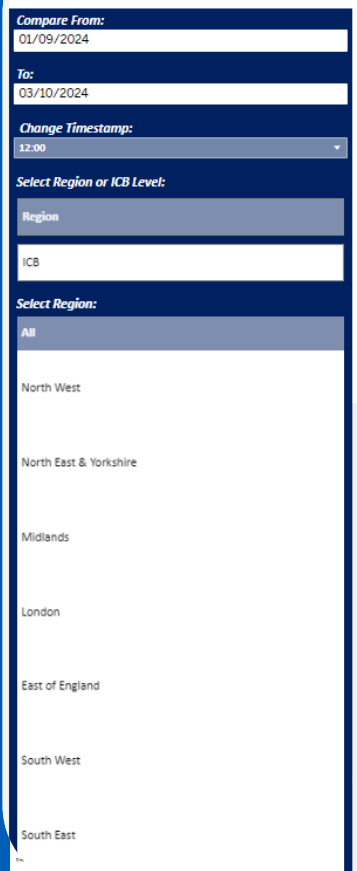 Compare From:
01/09/2024
To:
03/10/2024
Change Timestamp:
12:00
Select Region or ICB Level:
Region
ICB
Select Region:
All
North West
North East & Yorkshire
Midlands
London
East of England
South West
South East